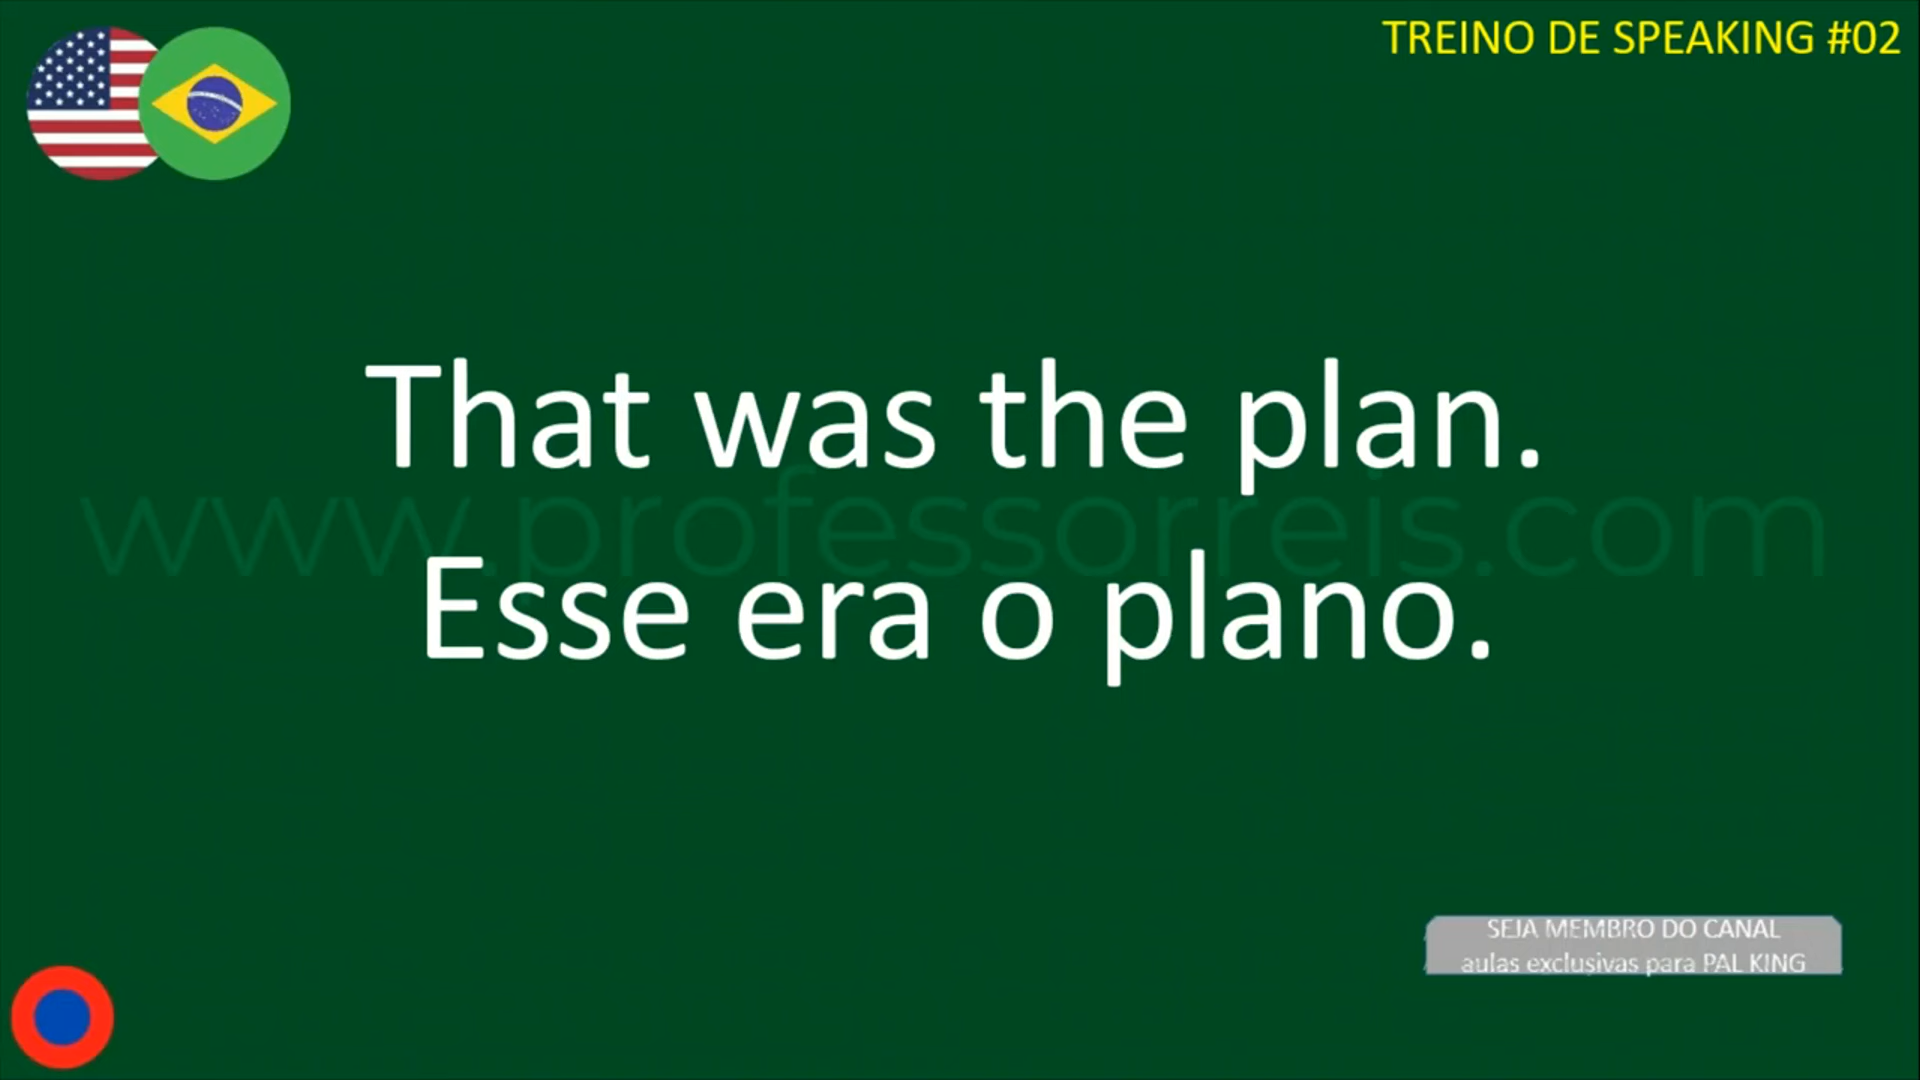 TREINO DE SPEAKING #02
That was the plan.
www.professorreis.com
Esse era o plano.
SEJA MEMBRO DO CANAL
aulas exclusivas para PAL KING